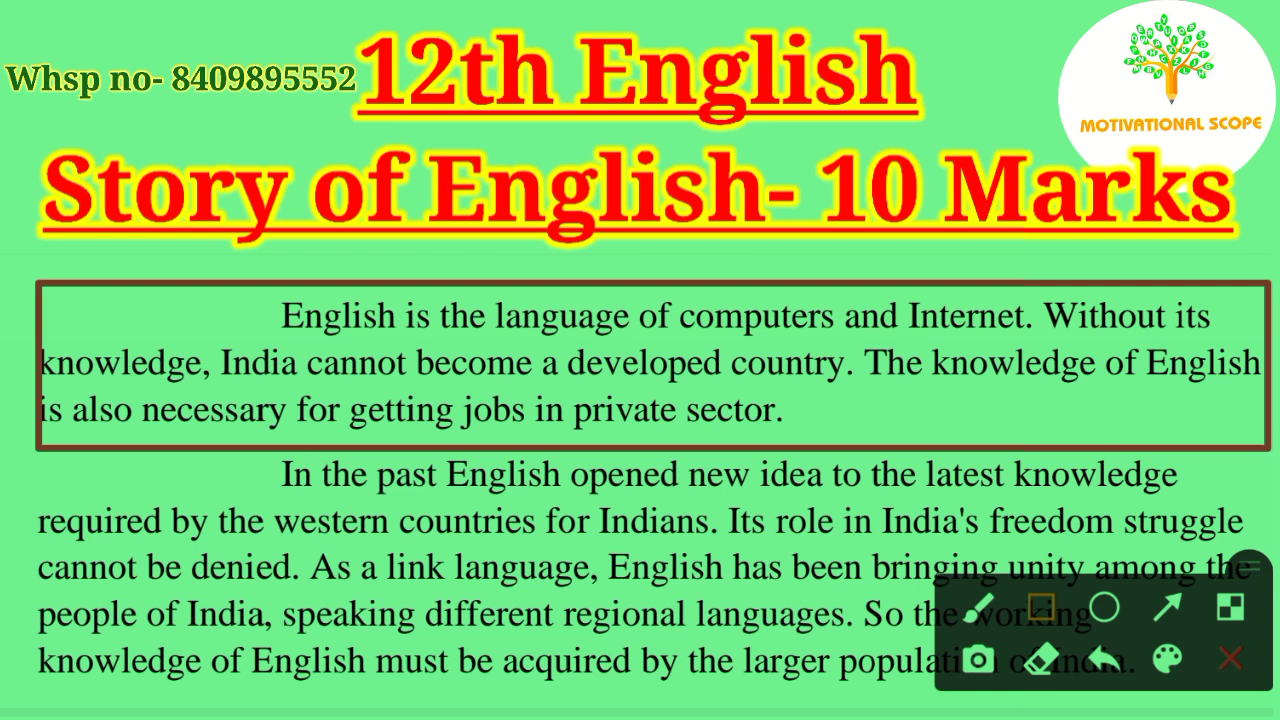 12th English
Whsp no- 8409895552
MOTIVATIONAL SCOPE
Story of English- 10 Marks
English is the language of computers and Internet. Without its
knowledge, India cannot become a developed country. The knowledge of English
is also necessary for getting jobs in private sector.
In the past English opened new idea to the latest knowledge
required by the western countries for Indians. Its role in India's freedom struggle
cannot be denied. As a link language, English has been bringing unity among the
people of India, speaking different regional languages. So the working
knowledge of English must be acquired by the larger population of India.